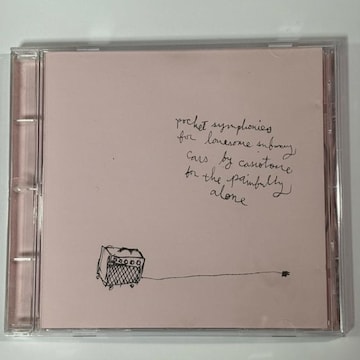 pocket symphonies
for lonesome subway
cars by casiotone
for the painfully
alone